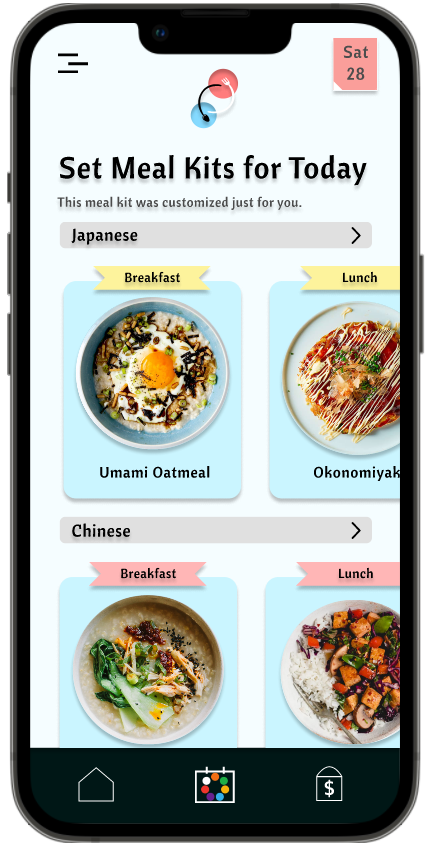 Sat
28
Set Meal Kits for Today
This meal kit was customized just for you.
Japanese
Breakfast
Lunch
Umami Oatmeal
Okonomiyak
Chinese
Breakfast
Lunch
$